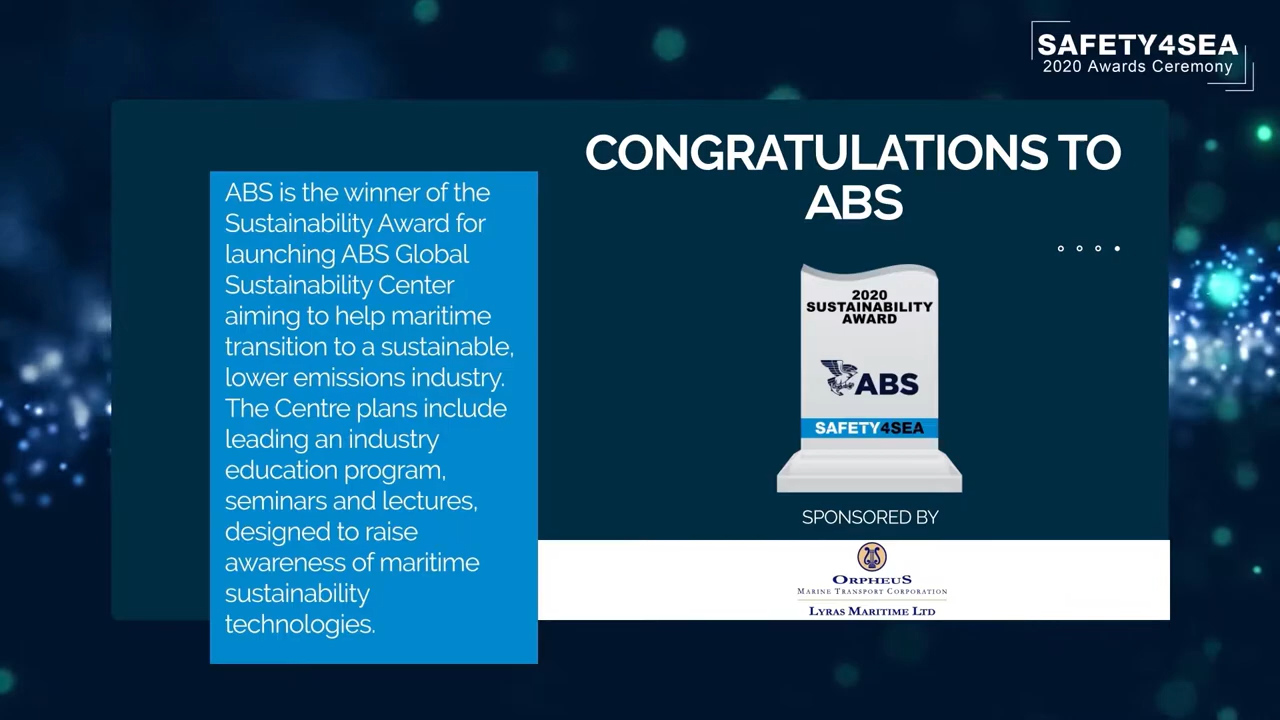 SAFETY4SEA
2020 Awards Ceremony
CONGRATULATIONS TO
ABS
ABS is the winner of the
Sustainability Award for
launching ABS Global
Sustainability Center
aiming to help maritime
transition to a sustainable,
lower emissions industry.
The Centre plans include
leading an industry
education program,
seminars and lectures,
designed to raise
awareness of maritime
sustainability
technologies.
2020
SUSTAINABILITY
AWARD
ABS
SAFETY4SEA
SPONSORED BY
ORPHEUS
MARINE TRANSPORT CORPORATION
LYRAS MARITIME LTD